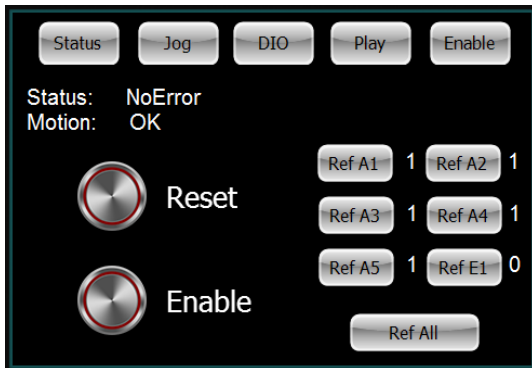 Status Jog DIO Play Enable
Status: NoError
Motion: OK
Ref A1 1 Ref A2 1
Reset
Ref A3 1 Ref A4 1
Ref A5 1 Ref E1 0
Enable
Ref All